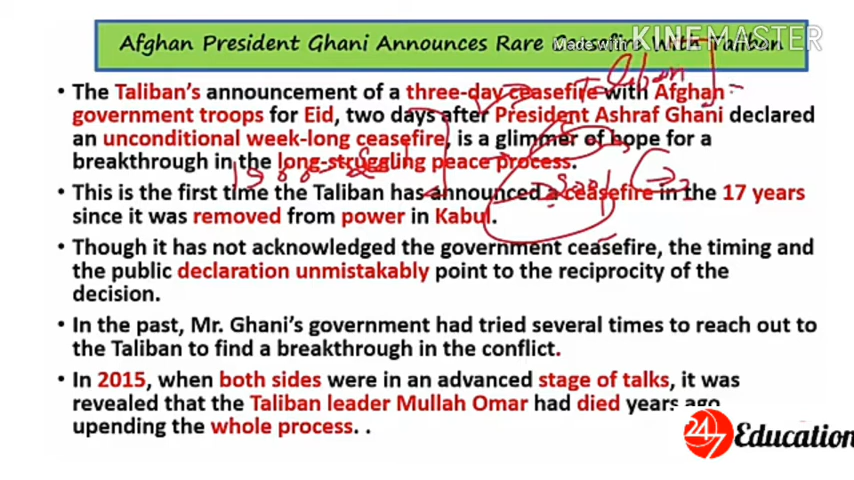 Afghan President Ghani Announces Rare Ceasefire With Taliban
Made with KINEMASTER
• The Taliban's announcement of a three-day ceasefire with Afghan
government troops for Eid, two days after President Ashraf Ghani declared
an unconditional week-long ceasefire, is a glimmer of hope for a
breakthrough in the long-struggling peace process.
• This is the first time the Taliban has announced a ceasefire in the 17 years
since it was removed from power in Kabul.
• Though it has not acknowledged the government ceasefire, the timing and
the public declaration unmistakably point to the reciprocity of the
decision.
• In the past, Mr. Ghani's government had tried several times to reach out to
the Taliban to find a breakthrough in the conflict.
• In 2015, when both sides were in an advanced stage of talks, it was
revealed that the Taliban leader Mullah Omar had died years ago
upending the whole process. .
24/7 Education